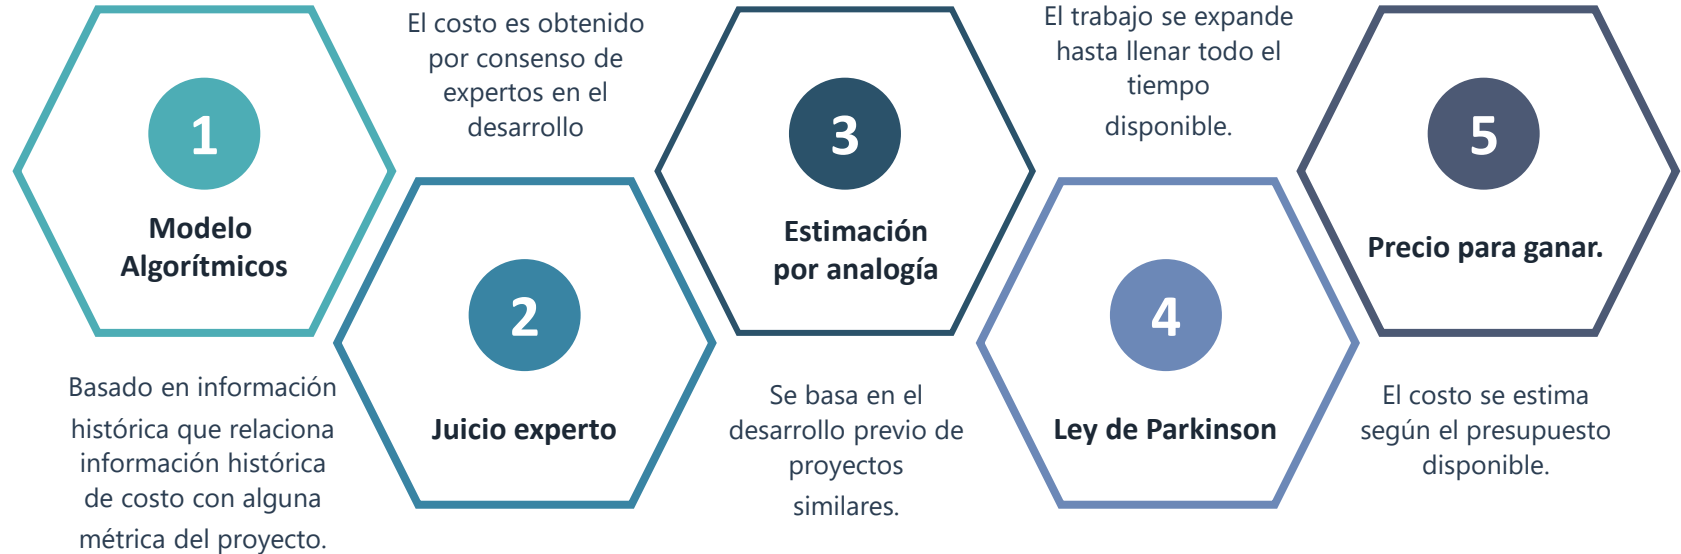 1
Modelo
Algorítmicos
Basado en información
histórica que relaciona
información histórica
de costo con alguna
métrica del proyecto.
El costo es obtenido
por consenso de
expertos en el
desarrollo
2
Juicio experto
3
Estimación
por analogía
Se basa en el
desarrollo previo de
proyectos
similares.
El trabajo se expande
hasta llenar todo el
tiempo
disponible.
4
Ley de Parkinson
5
Precio para ganar.
El costo se estima
según el presupuesto
disponible.